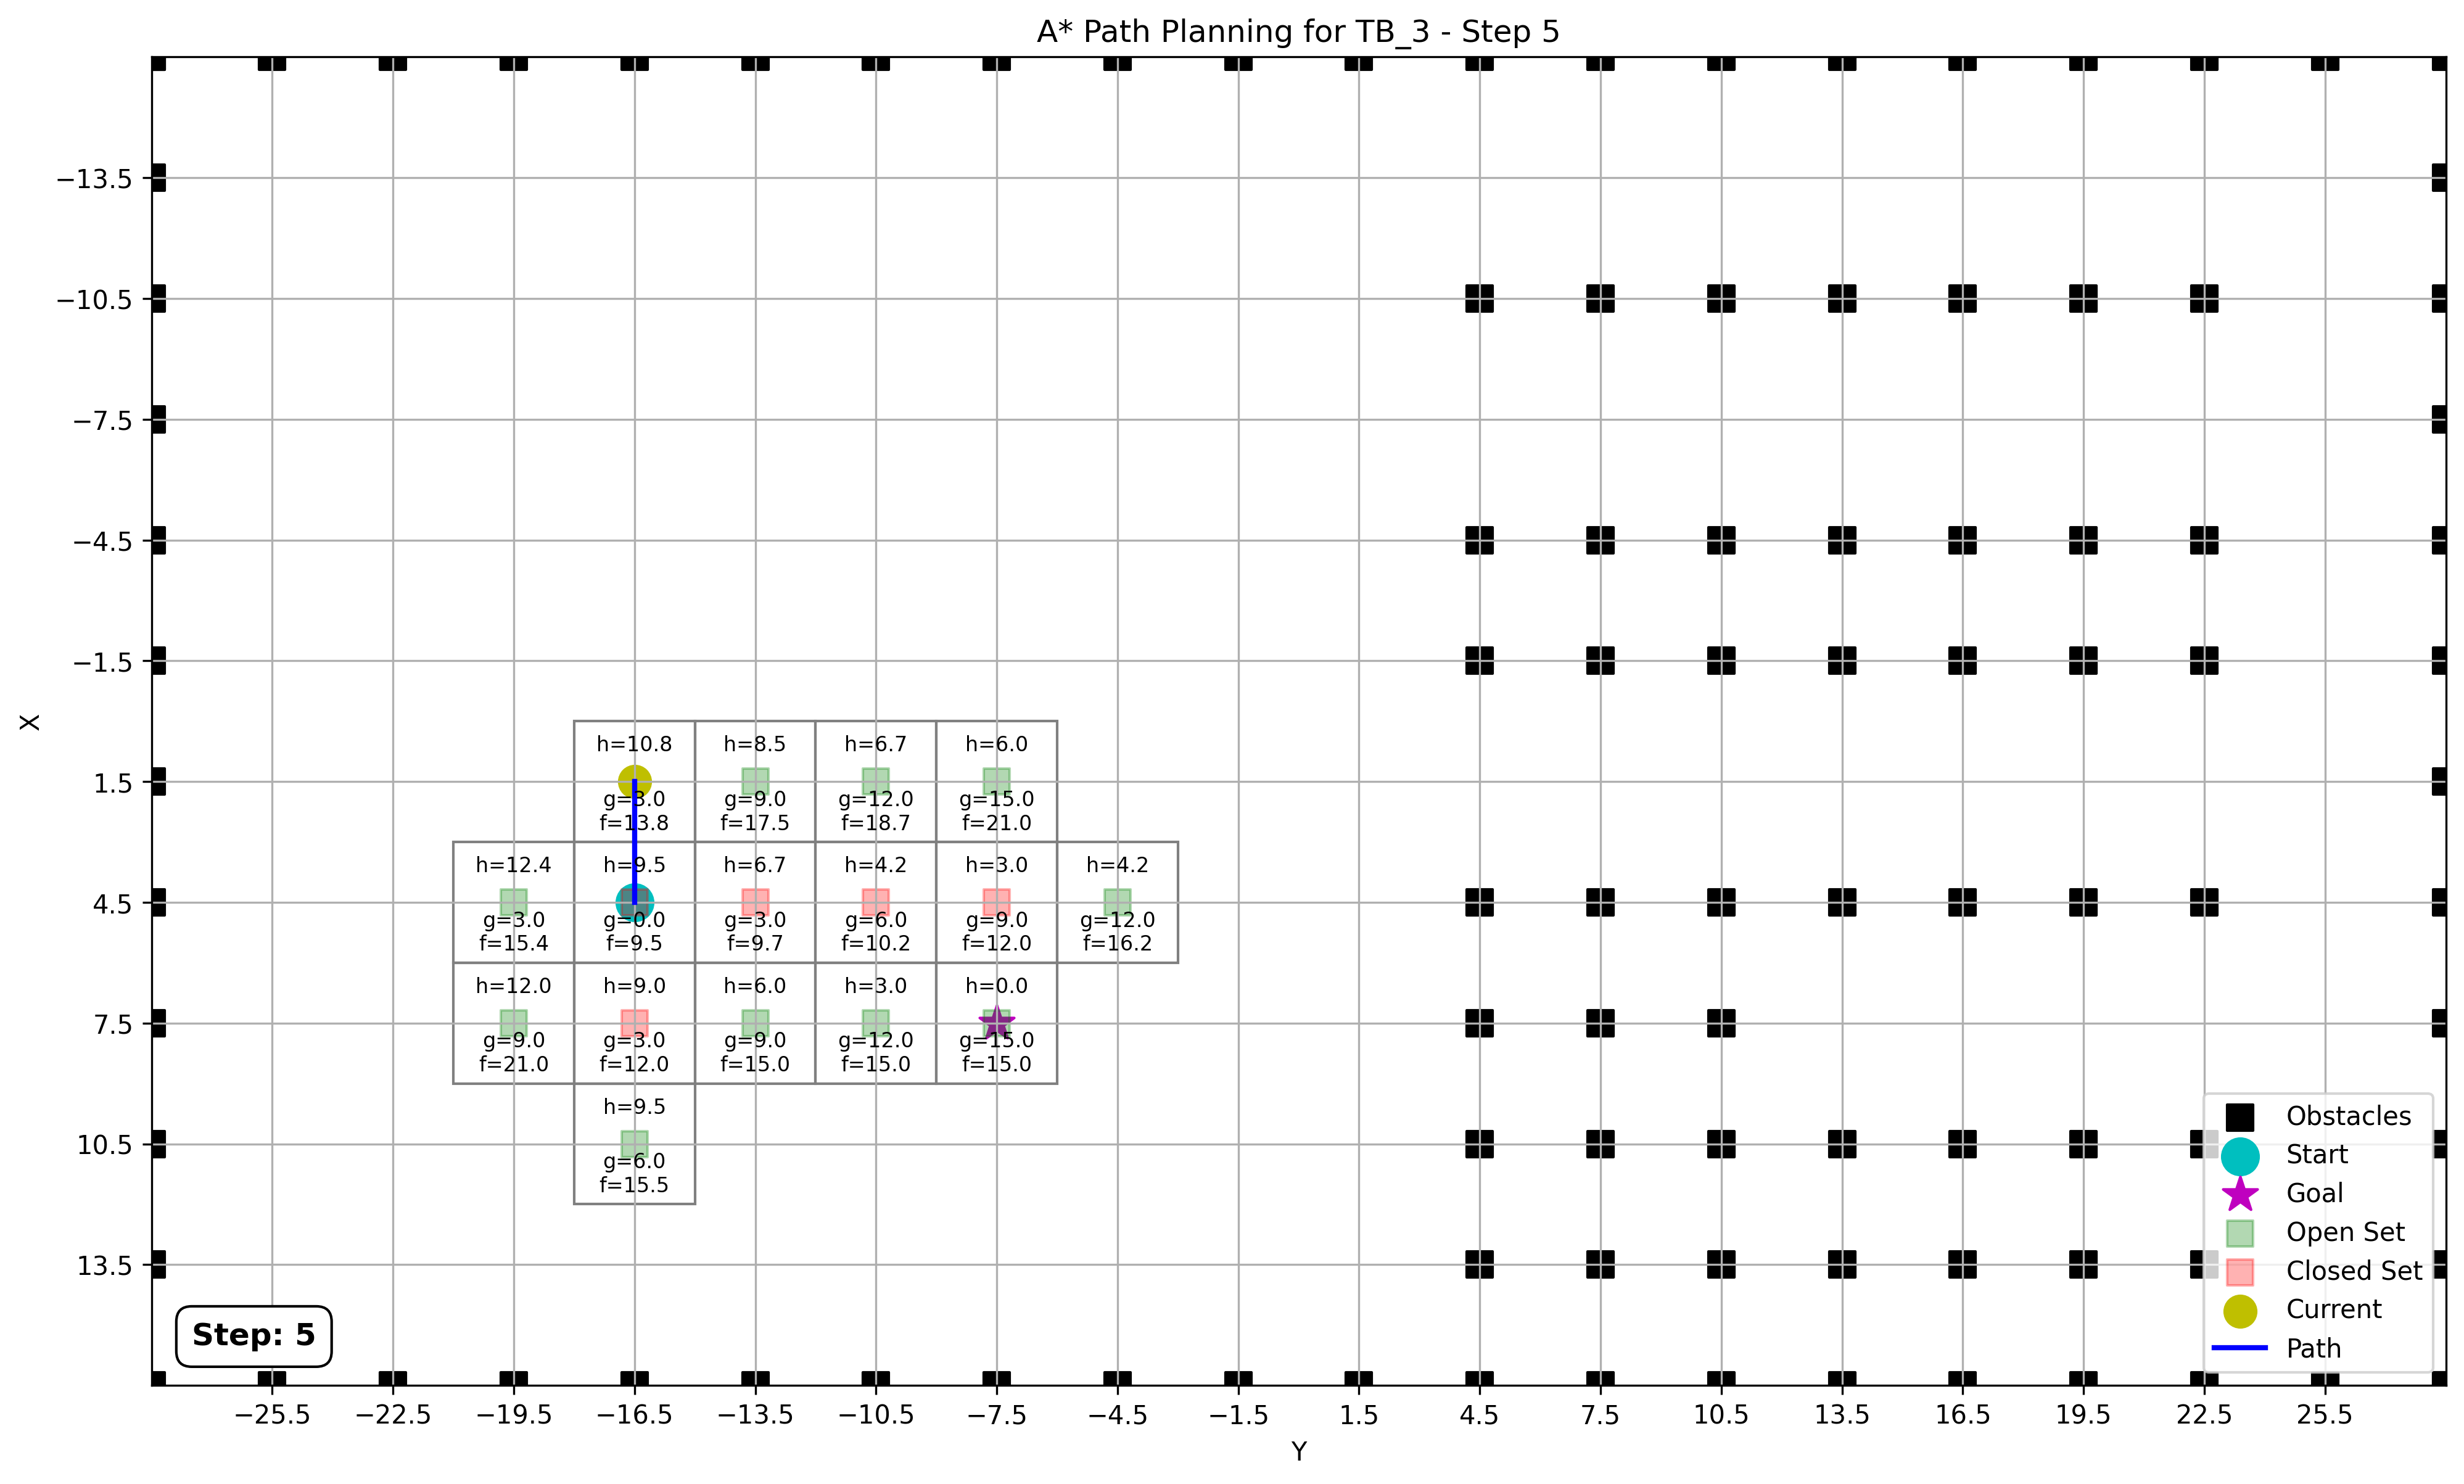 A* Path Planning for TB_3 - Step 5
X
−13.5
−10.5
−7.5
−4.5
−1.5
1.5
4.5
7.5
10.5
13.5
h=10.8
h=8.5
h=6.7
h=6.0
g=3.0
g=9.0
g=12.0
g=15.0
f=13.8
f=17.5
f=18.7
f=21.0
h=12.4
h=9.5
h=6.7
h=4.2
h=3.0
h=4.2
g=3.0
g=0.0
g=3.0
g=6.0
g=9.0
g=12.0
f=15.4
f=9.5
f=9.7
f=10.2
f=12.0
f=16.2
h=12.0
h=9.0
h=6.0
h=3.0
h=0.0
g=9.0
g=3.0
g=9.0
g=12.0
g=15.0
f=21.0
f=12.0
f=15.0
f=15.0
f=15.0
h=9.5
g=6.0
f=15.5
Obstacles
Start
Goal
Open Set
Closed Set
Current
Path
Step: 5
−25.5
−22.5
−19.5
−16.5
−13.5
−10.5
−7.5
−4.5
−1.5
1.5
4.5
7.5
10.5
13.5
16.5
19.5
22.5
25.5
Y